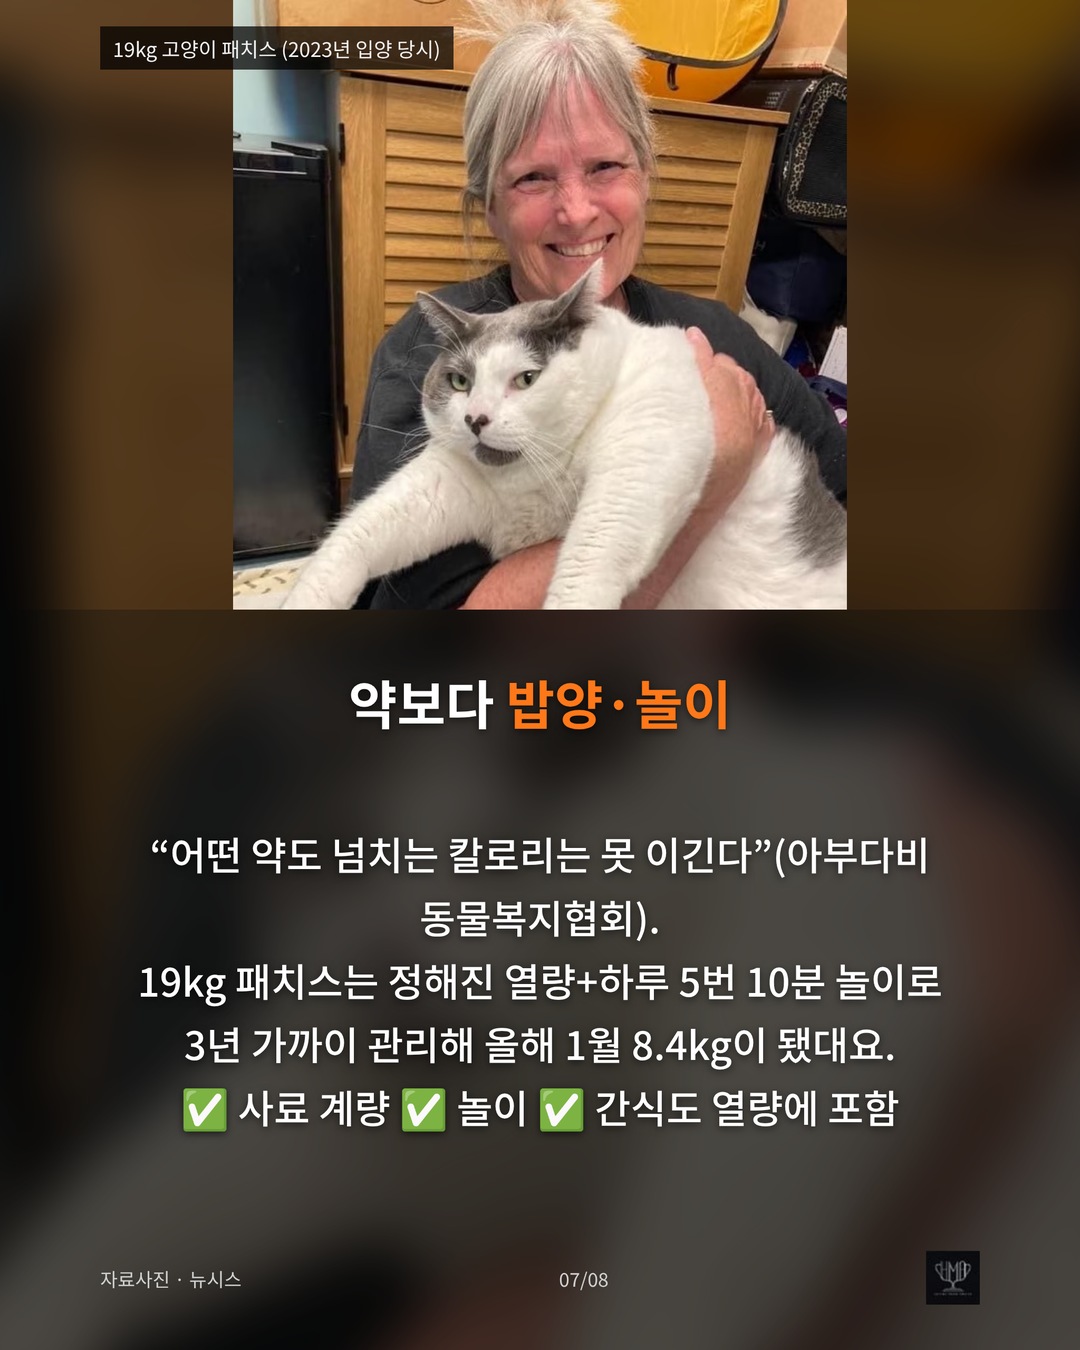 19kg 고양이 패치스 (2023년 입양 당시)
약보다 밥양·놀이
“어떤 약도 넘치는 칼로리는 못 이긴다”(아부다비
동물복지협회).
19kg 패치스는 정해진 열량+하루 5번 10분 놀이로
3년 가까이 관리해 올해 1월 8.4kg이 됐대요.
✅ 사료 계량 ✅ 놀이 ✅ 간식도 열량에 포함
자료사진 · 뉴시스
07/08